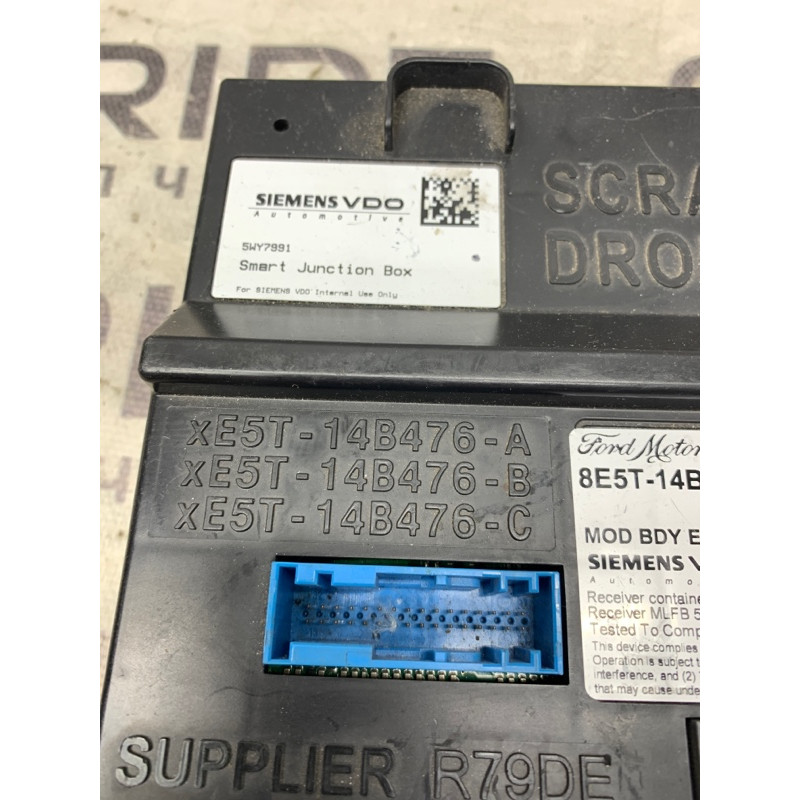 SIEMENS VDO
Automotive
5WY7991
Smart Junction Box
For SIEMENS VDO Internal Use Only
SCRA
DRO
xE5T-14B476-A
xE5T-14B476-B
xE5T-14B476-C
Ford Motor
8E5T-14B
MOD BDY E
SIEMENS V
Automo
Receiver containe
Receiver MLFB 5
Tested To Comp
This device complies
Operation is subject t
interference, and (2)
that may cause unde
SUPPLIER R79DE